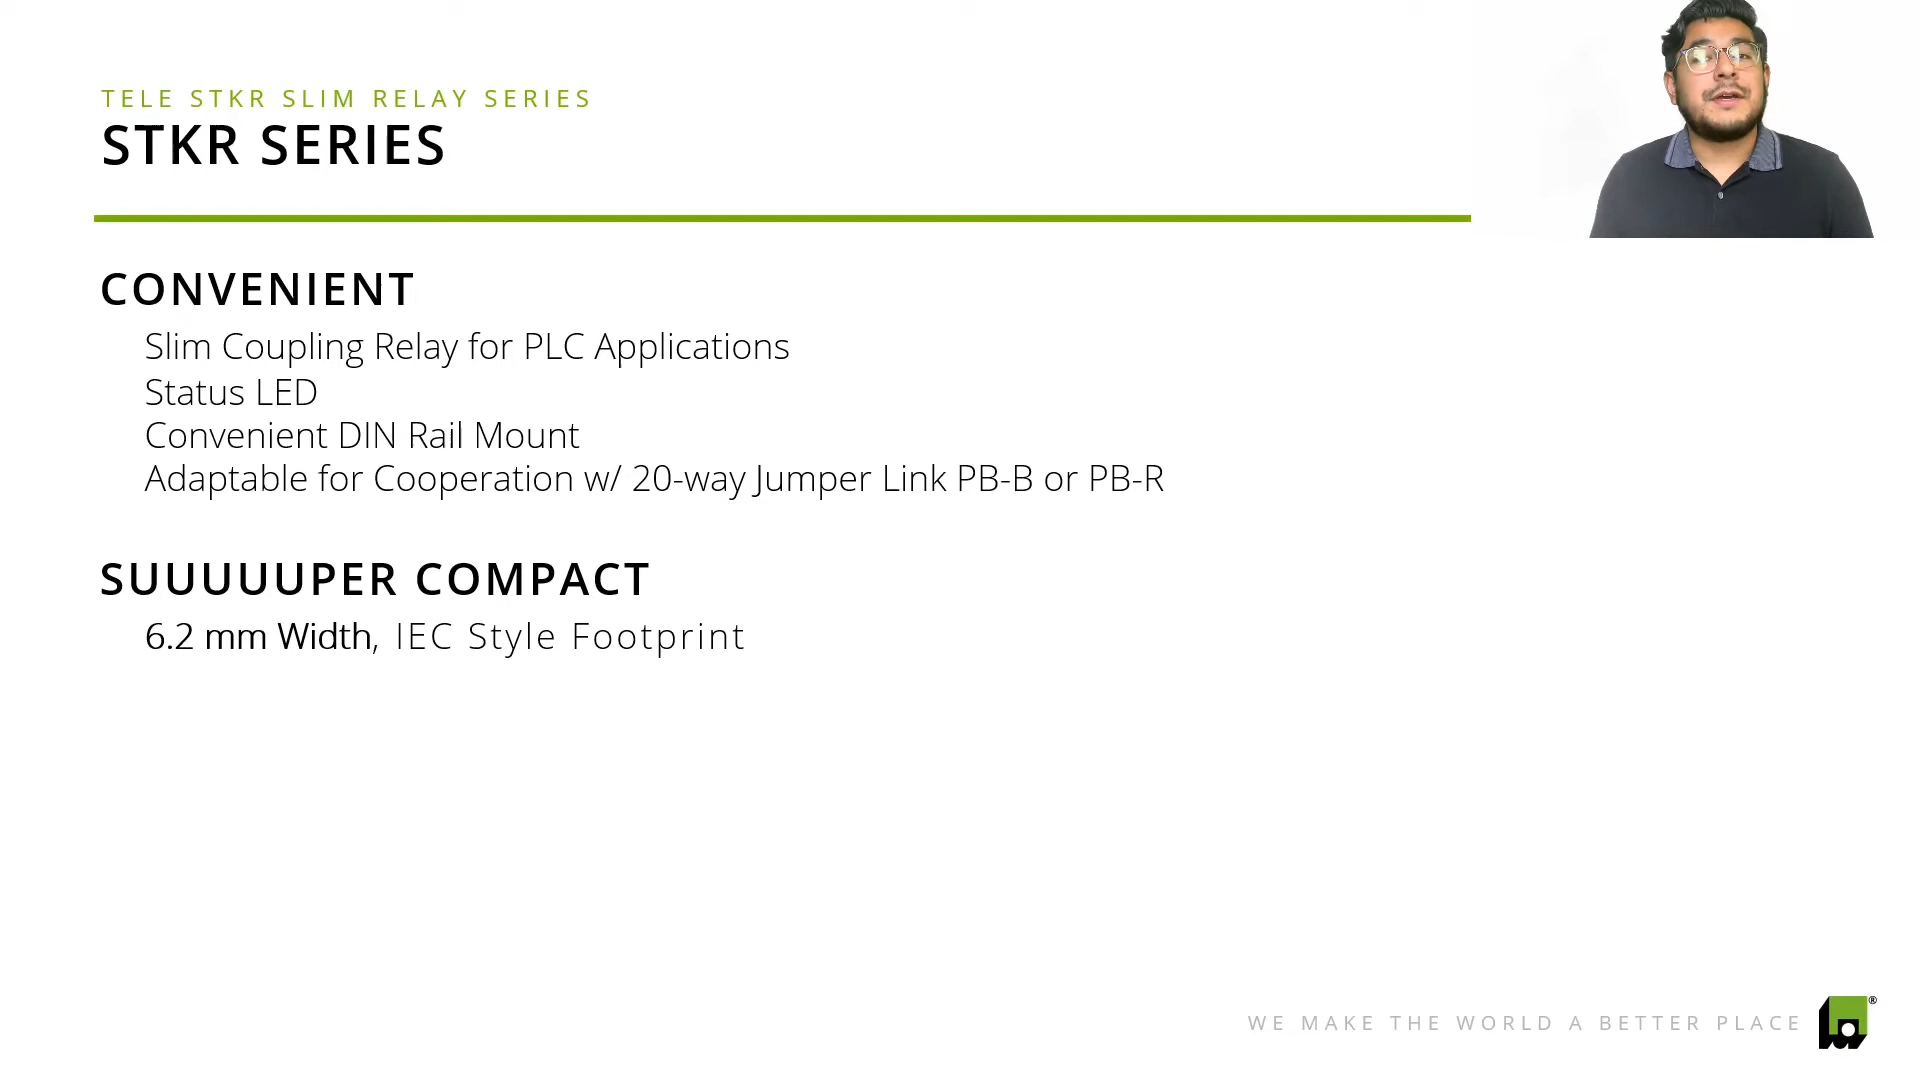 TELE STKR SLIM RELAY SERIES
STKR SERIES
CONVENIENT
Slim Coupling Relay for PLC Applications
Status LED
Convenient DIN Rail Mount
Adaptable for Cooperation w/ 20-way Jumper Link PB-B or PB-R
SUUUUUPER COMPACT
6.2 mm Width, IEC Style Footprint
WE MAKE THE WORLD A BETTER PLACE
®